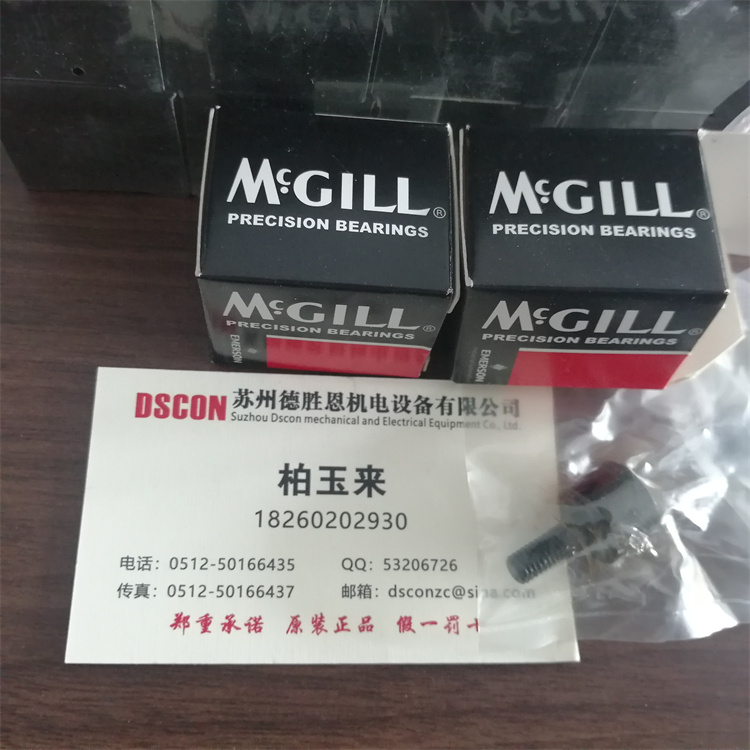 McGILL®
PRECISION BEARINGS
McGILL®
PRECISION BEARINGS
EMERSON
McGILL®
PRECISION BEARINGS
McGILL®
PRECISION BEARINGS
EMERSON
DSCON 苏州德胜恩机电设备有限公司
Suzhou Dscon mechanical and Electrical Equipment Co., Ltd.
柏玉来
18260202930
电话：0512-50166435 QQ：53206726
传真：0512-50166437 邮箱：dsconzc@sina.com
郑重承诺 原装正品 假一罚十